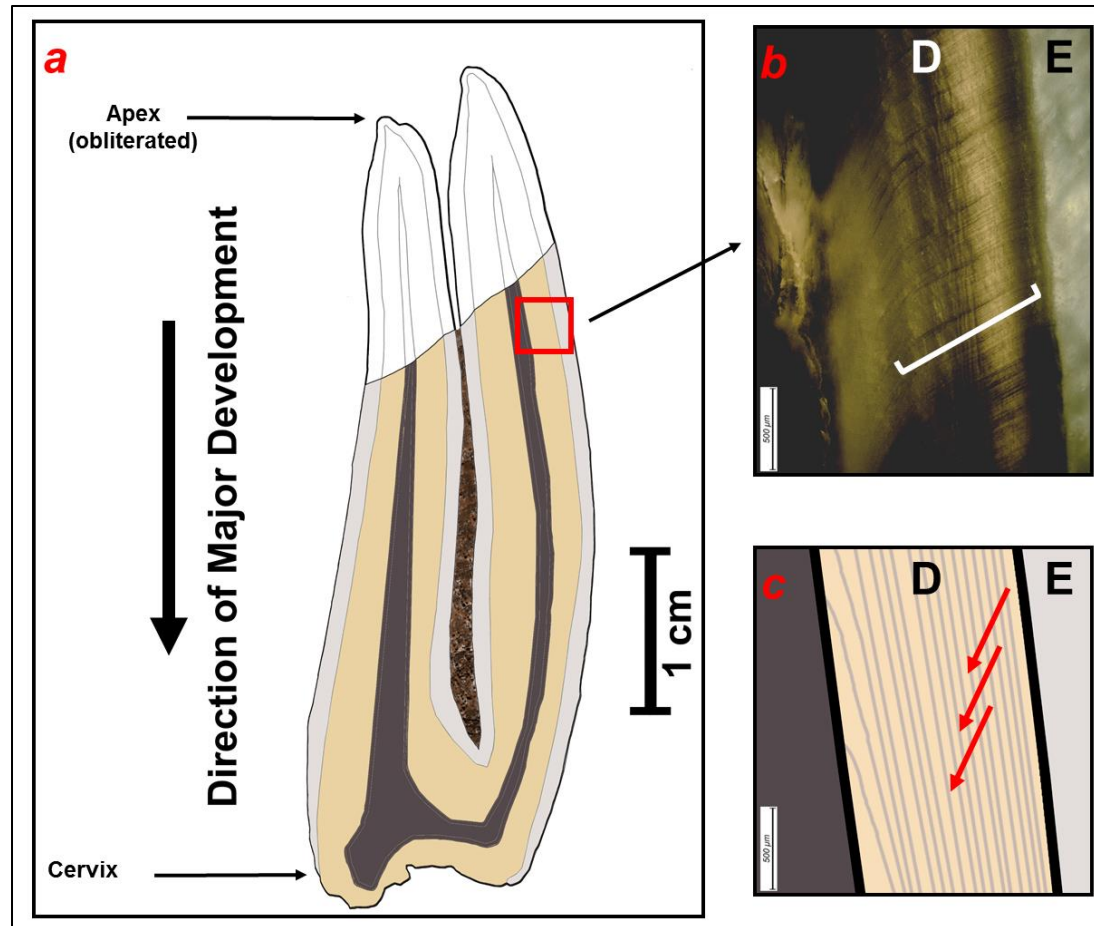 a
Apex
(obliterated)
Direction of Major Development
Cervix
1 cm
b
D
E
500 µm
c
D
E
500 µm